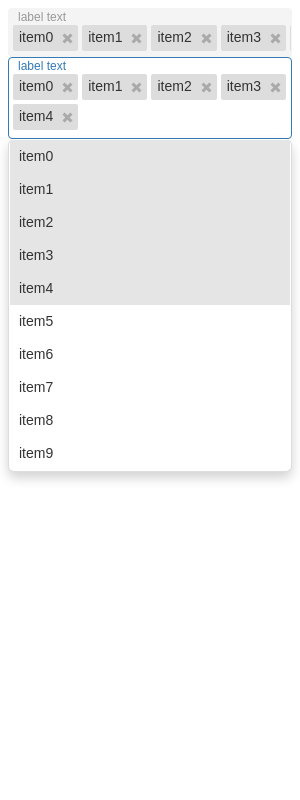 label text
item0 item1 item2 item3
label text
item0 item1 item2 item3
item4
item0
item1
item2
item3
item4
item5
item6
item7
item8
item9